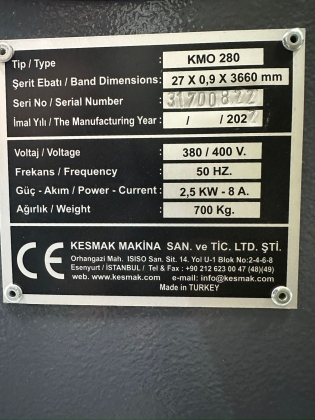 Tip / Type : KMO 280
Şerit Ebatı / Band Dimensions: 27 X 0,9 X 3660 mm
Seri No / Serial Number :
İmal Yılı / The Manufacturing Year : / / 202
Voltaj / Voltage : 380 / 400 V.
Frekans / Frequency : 50 HZ.
Güç - Akım / Power - Current : 2,5 KW - 8 A.
Ağırlık / Weight : 700 Kg.
CE KESMAK MAKİNA SAN. ve TİC. LTD. ŞTİ.
Orhangazi Mah. ISISO San. Sit. 14. Yol U-1 Blok No:2-4-6-8
Esenyurt / İSTANBUL / Tel & Fax : +90 212 623 00 47 (48)(49)
web. www.kesmak.com e-mail: info@kesmak.com
Made in TURKEY